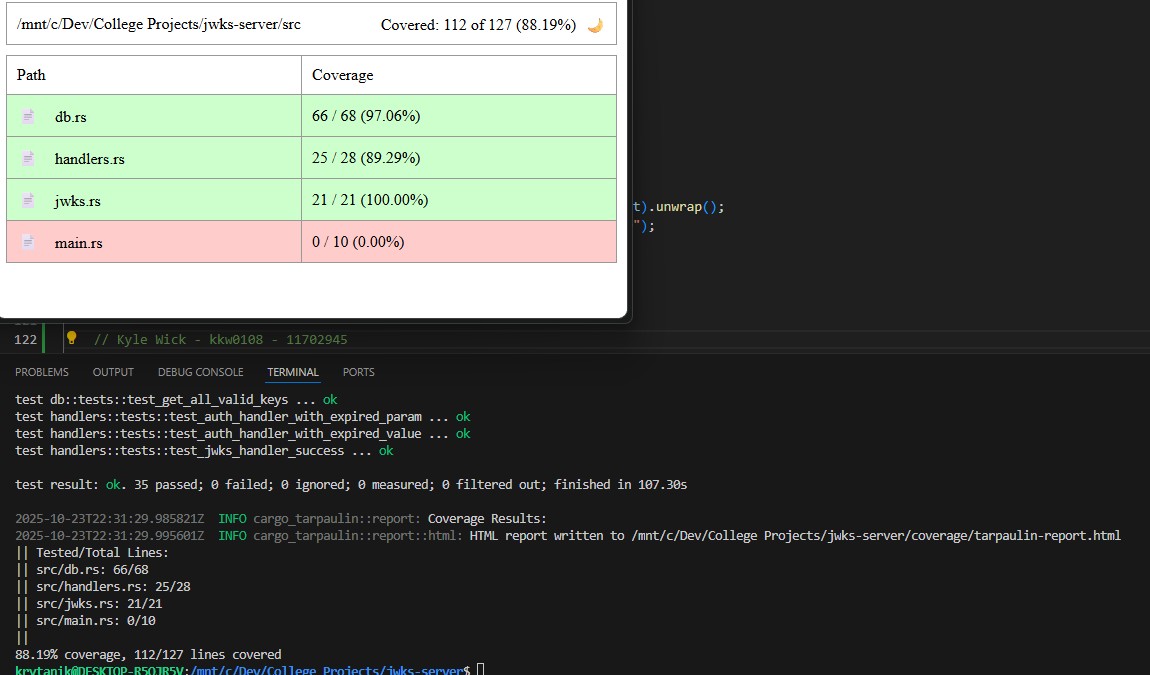 /mnt/c/Dev/College Projects/jwks-server/src Covered: 112 of 127 (88.19%)
Path Coverage
db.rs 66 / 68 (97.06%)
handlers.rs 25 / 28 (89.29%)
jwks.rs 21 / 21 (100.00%)
main.rs 0 / 10 (0.00%)
t).unwrap();
");
122 // Kyle Wick - kkw0108 - 11702945
PROBLEMS OUTPUT DEBUG CONSOLE TERMINAL PORTS
test db::tests::test_get_all_valid_keys ... ok
test handlers::tests::test_auth_handler_with_expired_param ... ok
test handlers::tests::test_auth_handler_with_expired_value ... ok
test handlers::tests::test_jwks_handler_success ... ok
test result: ok. 35 passed; 0 failed; 0 ignored; 0 measured; 0 filtered out; finished in 107.30s
2025-10-23T22:31:29.985821Z INFO cargo_tarpaulin::report: Coverage Results:
2025-10-23T22:31:29.995601Z INFO cargo_tarpaulin::report::html: HTML report written to /mnt/c/Dev/College Projects/jwks-server/coverage/tarpaulin-report.html
|| Tested/Total Lines:
|| src/db.rs: 66/68
|| src/handlers.rs: 25/28
|| src/jwks.rs: 21/21
|| src/main.rs: 0/10
||
88.19% coverage, 112/127 lines covered
krytanik@DESKTOP-R5OJR5V:/mnt/c/Dev/College Projects/jwks-server$